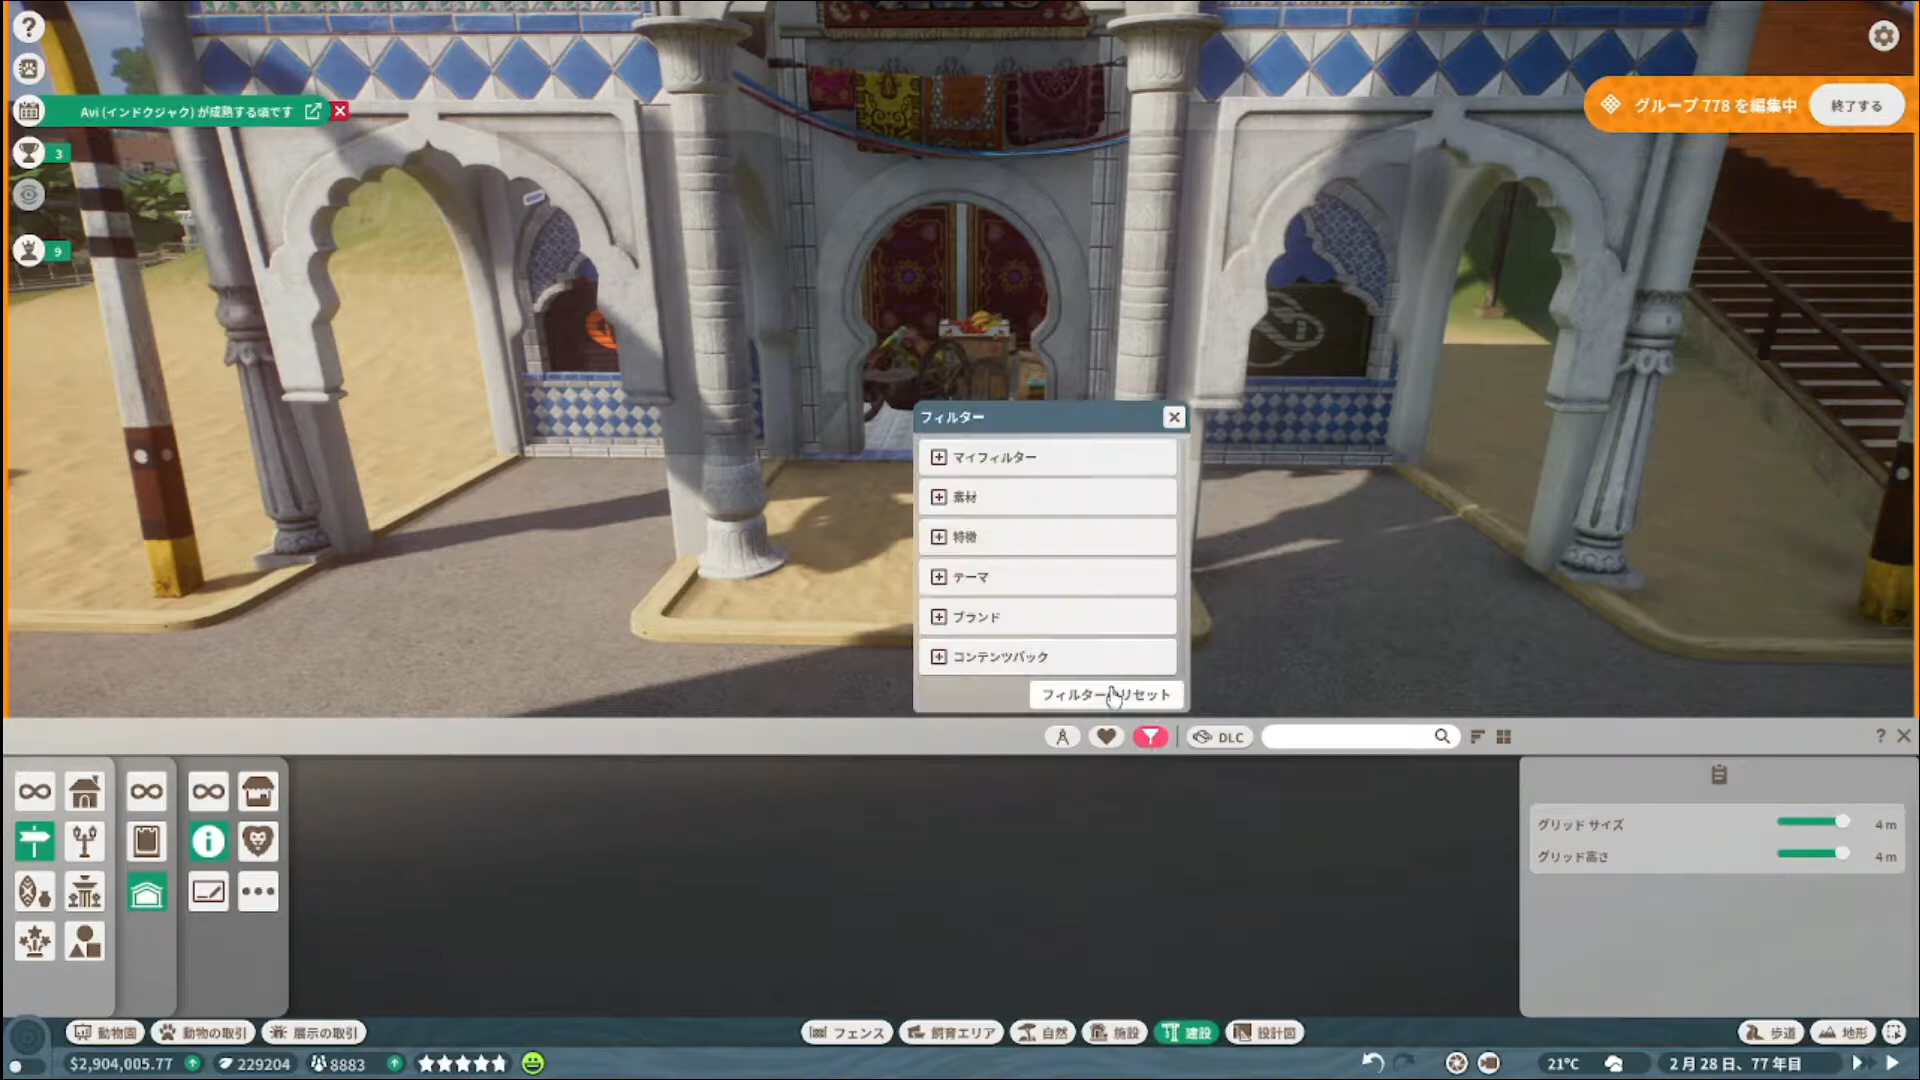 ?
Avi (インドクジャク) が成熟する頃です
3
9
グループ 778 を編集中
終了する
フィルター
マイフィルター
素材
特徴
テーマ
ブランド
コンテンツパック
フィルター リセット
DLC
?
グリッド サイズ
4 m
グリッド高さ
4 m
動物園
動物の取引
展示の取引
フェンス
飼育エリア
自然
施設
建設
設計図
歩道
地形
$2,904,005.77
229204
8883
21°C
2 月 28 日、77 年目